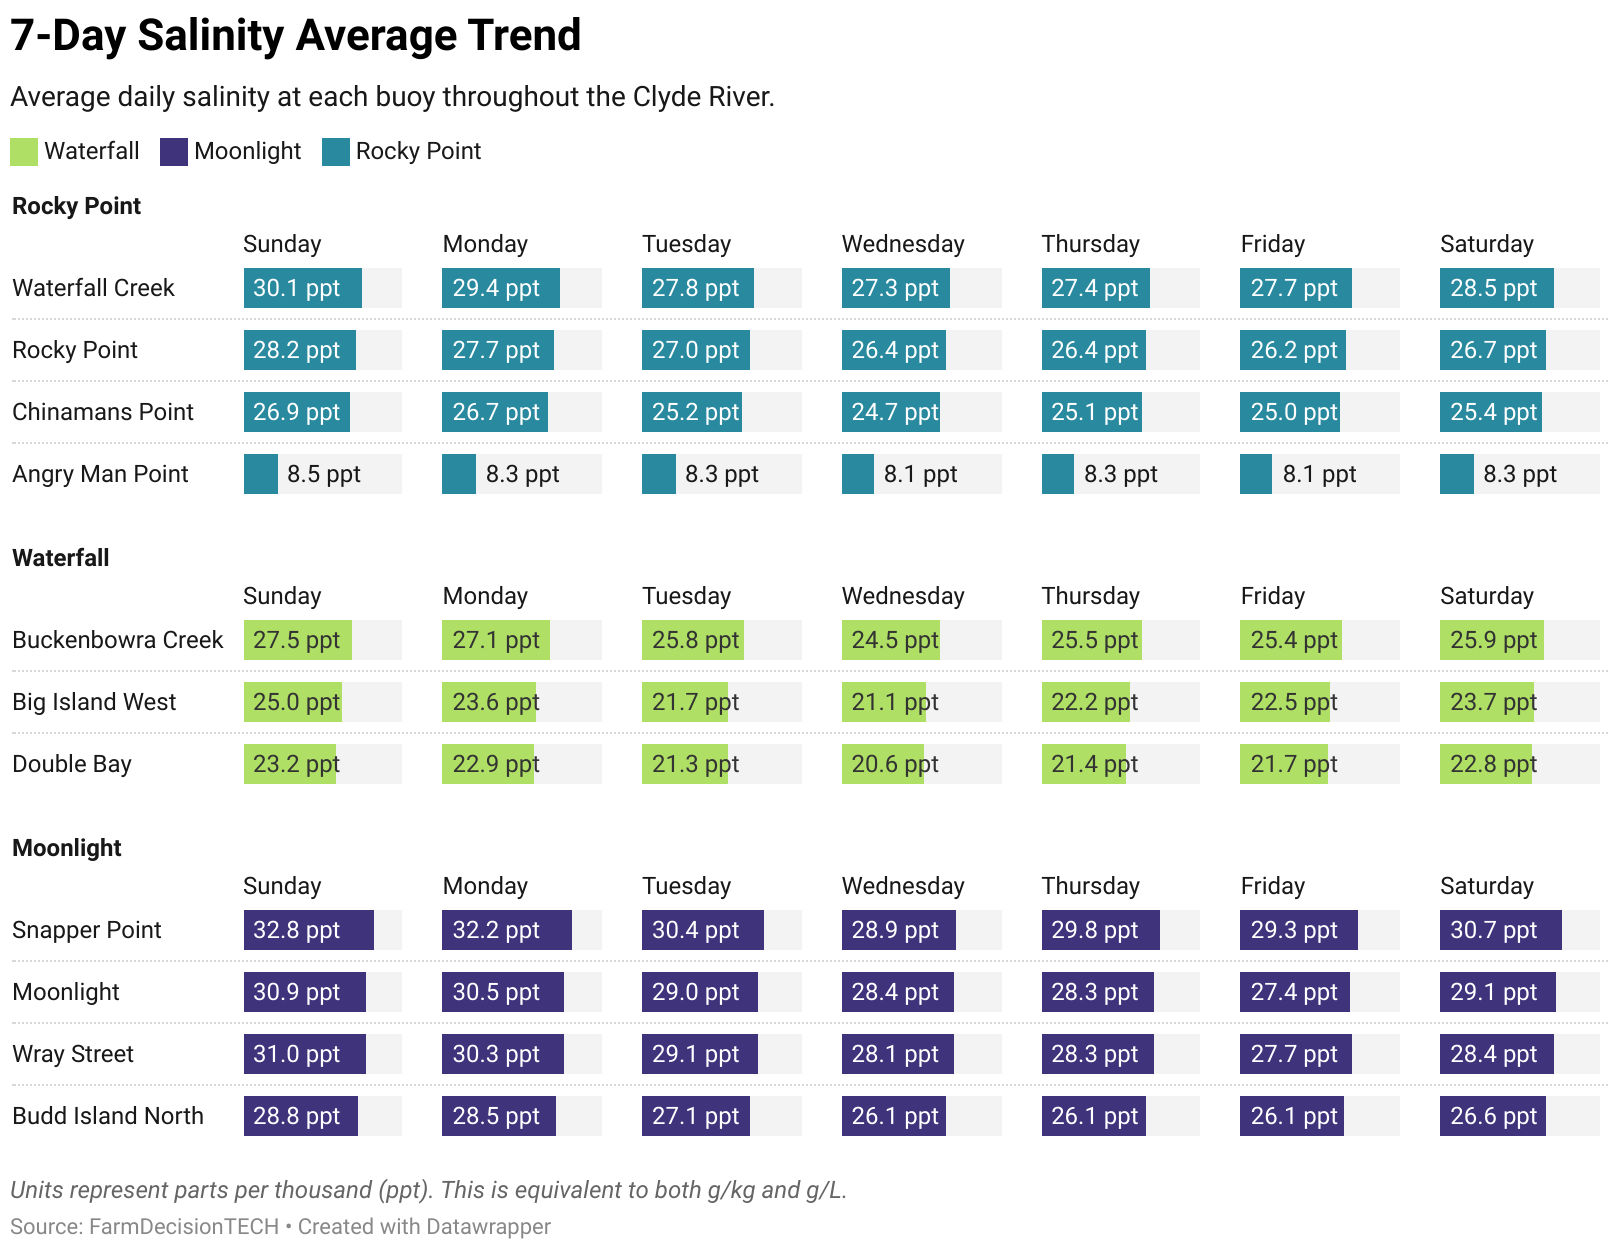 7-Day Salinity Average Trend
Average daily salinity at each buoy throughout the Clyde River.
Waterfall Moonlight Rocky Point
Rocky Point
Sunday Monday Tuesday Wednesday Thursday Friday Saturday
Waterfall Creek 30.1 ppt 29.4 ppt 27.8 ppt 27.3 ppt 27.4 ppt 27.7 ppt 28.5 ppt
Rocky Point 28.2 ppt 27.7 ppt 27.0 ppt 26.4 ppt 26.4 ppt 26.2 ppt 26.7 ppt
Chinamans Point 26.9 ppt 26.7 ppt 25.2 ppt 24.7 ppt 25.1 ppt 25.0 ppt 25.4 ppt
Angry Man Point 8.5 ppt 8.3 ppt 8.3 ppt 8.1 ppt 8.3 ppt 8.1 ppt 8.3 ppt
Waterfall
Sunday Monday Tuesday Wednesday Thursday Friday Saturday
Buckenbowra Creek 27.5 ppt 27.1 ppt 25.8 ppt 24.5 ppt 25.5 ppt 25.4 ppt 25.9 ppt
Big Island West 25.0 ppt 23.6 ppt 21.7 ppt 21.1 ppt 22.2 ppt 22.5 ppt 23.7 ppt
Double Bay 23.2 ppt 22.9 ppt 21.3 ppt 20.6 ppt 21.4 ppt 21.7 ppt 22.8 ppt
Moonlight
Sunday Monday Tuesday Wednesday Thursday Friday Saturday
Snapper Point 32.8 ppt 32.2 ppt 30.4 ppt 28.9 ppt 29.8 ppt 29.3 ppt 30.7 ppt
Moonlight 30.9 ppt 30.5 ppt 29.0 ppt 28.4 ppt 28.3 ppt 27.4 ppt 29.1 ppt
Wray Street 31.0 ppt 30.3 ppt 29.1 ppt 28.1 ppt 28.3 ppt 27.7 ppt 28.4 ppt
Budd Island North 28.8 ppt 28.5 ppt 27.1 ppt 26.1 ppt 26.1 ppt 26.1 ppt 26.6 ppt
Units represent parts per thousand (ppt). This is equivalent to both g/kg and g/L.
Source: FarmDecisionTECH • Created with Datawrapper